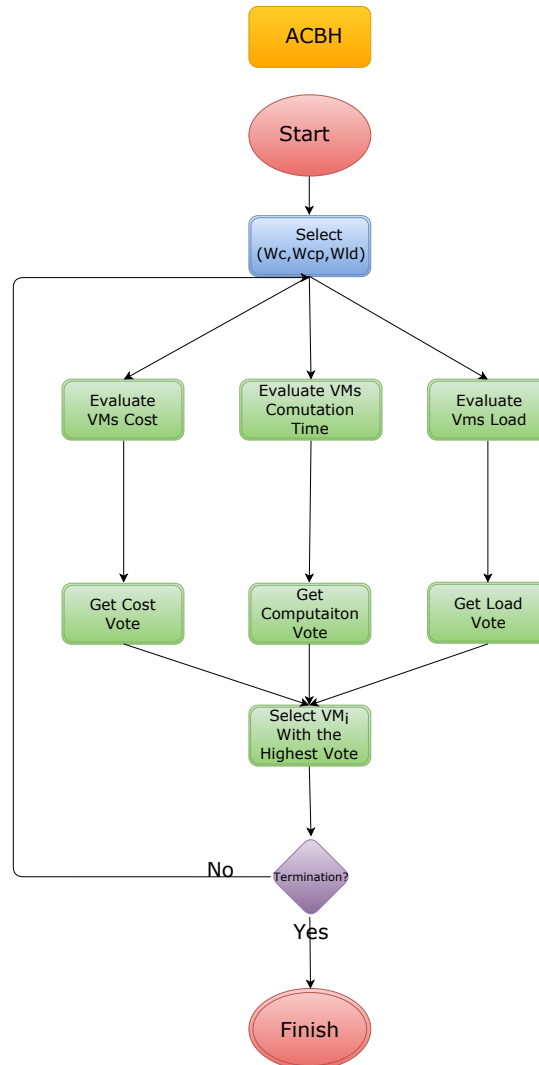 ACBH
Start
Select
(Wc,Wcp,Wld)
Evaluate
VMs Cost
Evaluate VMs
Comutation
Time
Evaluate
Vms Load
Get Cost
Vote
Get
Computaiton
Vote
Get Load
Vote
Select VMi
With the
Highest Vote
Termination?
No
Yes
Finish